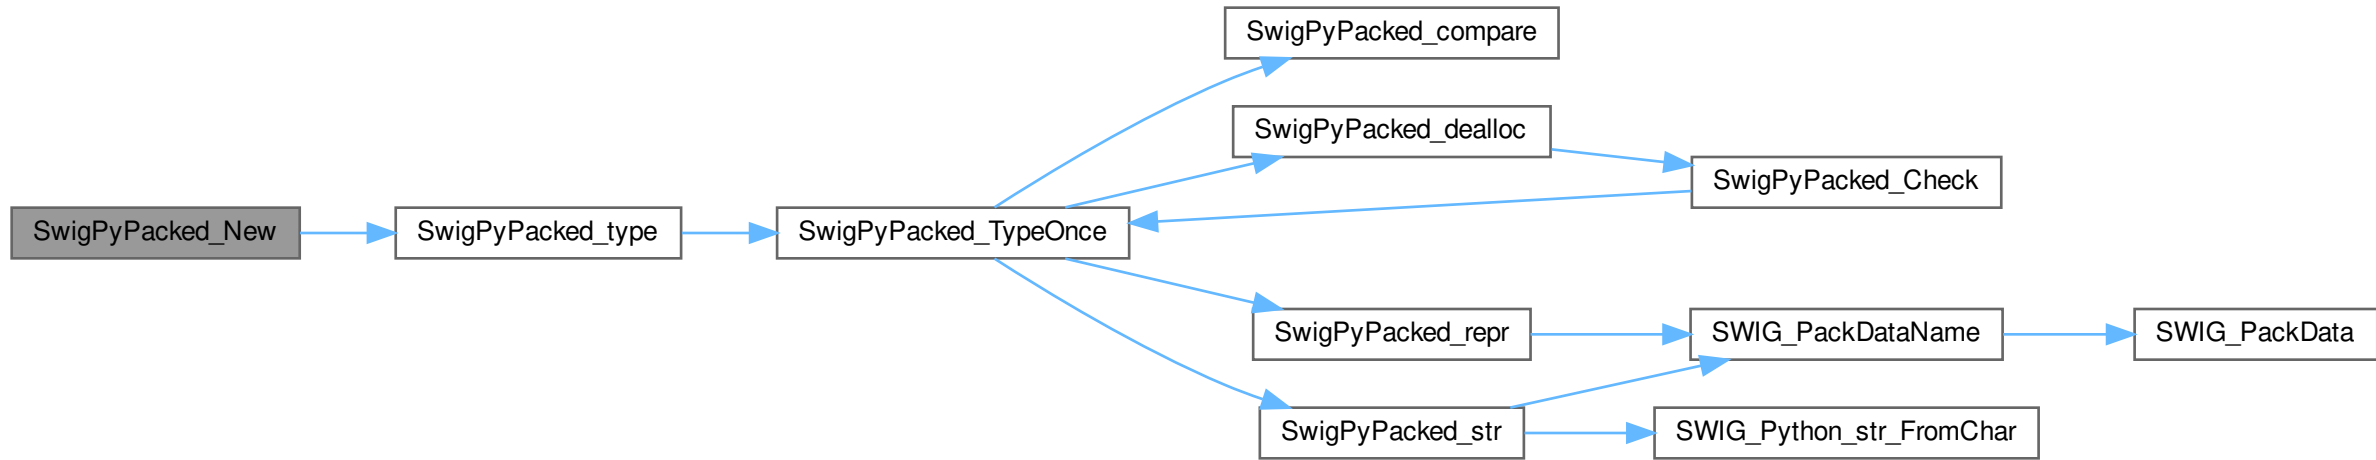 SwigPyPacked_New
SwigPyPacked_type
SwigPyPacked_TypeOnce
SwigPyPacked_compare
SwigPyPacked_dealloc
SwigPyPacked_Check
SwigPyPacked_repr
SWIG_PackDataName
SWIG_PackData
SwigPyPacked_str
SWIG_Python_str_FromChar